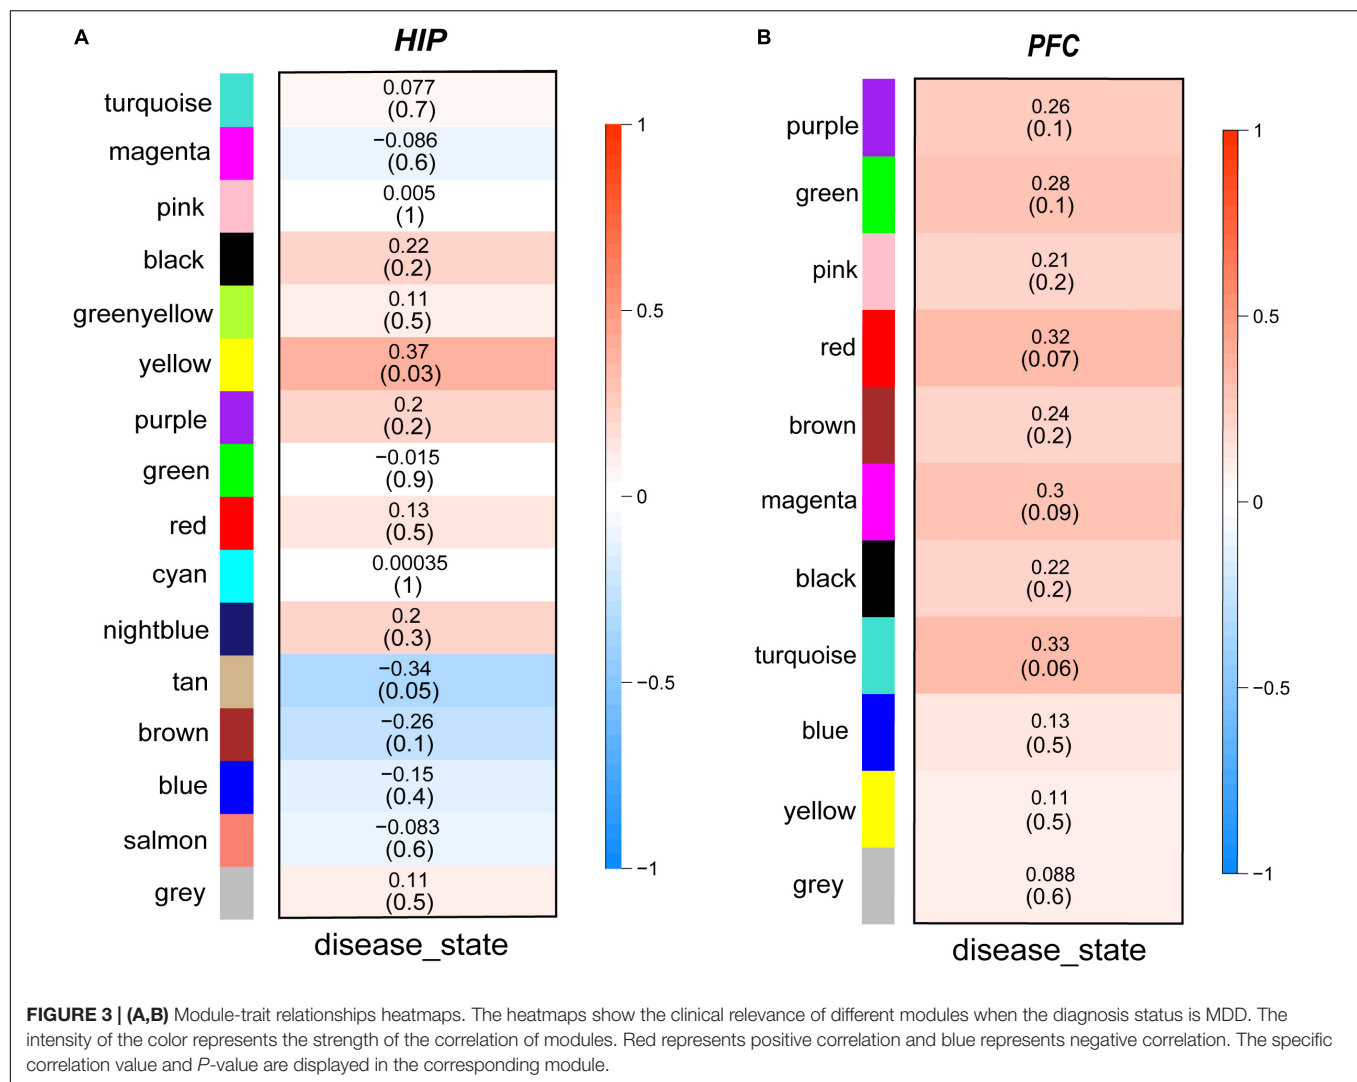 A
HIP
turquoise
0.077
(0.7)
magenta
−0.086
(0.6)
pink
0.005
(1)
black
0.22
(0.2)
greenyellow
0.11
(0.5)
yellow
0.37
(0.03)
purple
0.2
(0.2)
green
−0.015
(0.9)
red
0.13
(0.5)
cyan
0.00035
(1)
nightblue
0.2
(0.3)
tan
−0.34
(0.05)
brown
−0.26
(0.1)
blue
−0.15
(0.4)
salmon
−0.083
(0.6)
grey
0.11
(0.5)
disease_state
1
0.5
0
−0.5
−1
B
PFC
purple
0.26
(0.1)
green
0.28
(0.1)
pink
0.21
(0.2)
red
0.32
(0.07)
brown
0.24
(0.2)
magenta
0.3
(0.09)
black
0.22
(0.2)
turquoise
0.33
(0.06)
blue
0.13
(0.5)
yellow
0.11
(0.5)
grey
0.088
(0.6)
disease_state
1
0.5
0
−0.5
−1
FIGURE 3 | (A,B) Module-trait relationships heatmaps. The heatmaps show the clinical relevance of different modules when the diagnosis status is MDD. The
intensity of the color represents the strength of the correlation of modules. Red represents positive correlation and blue represents negative correlation. The specific
correlation value and P-value are displayed in the corresponding module.